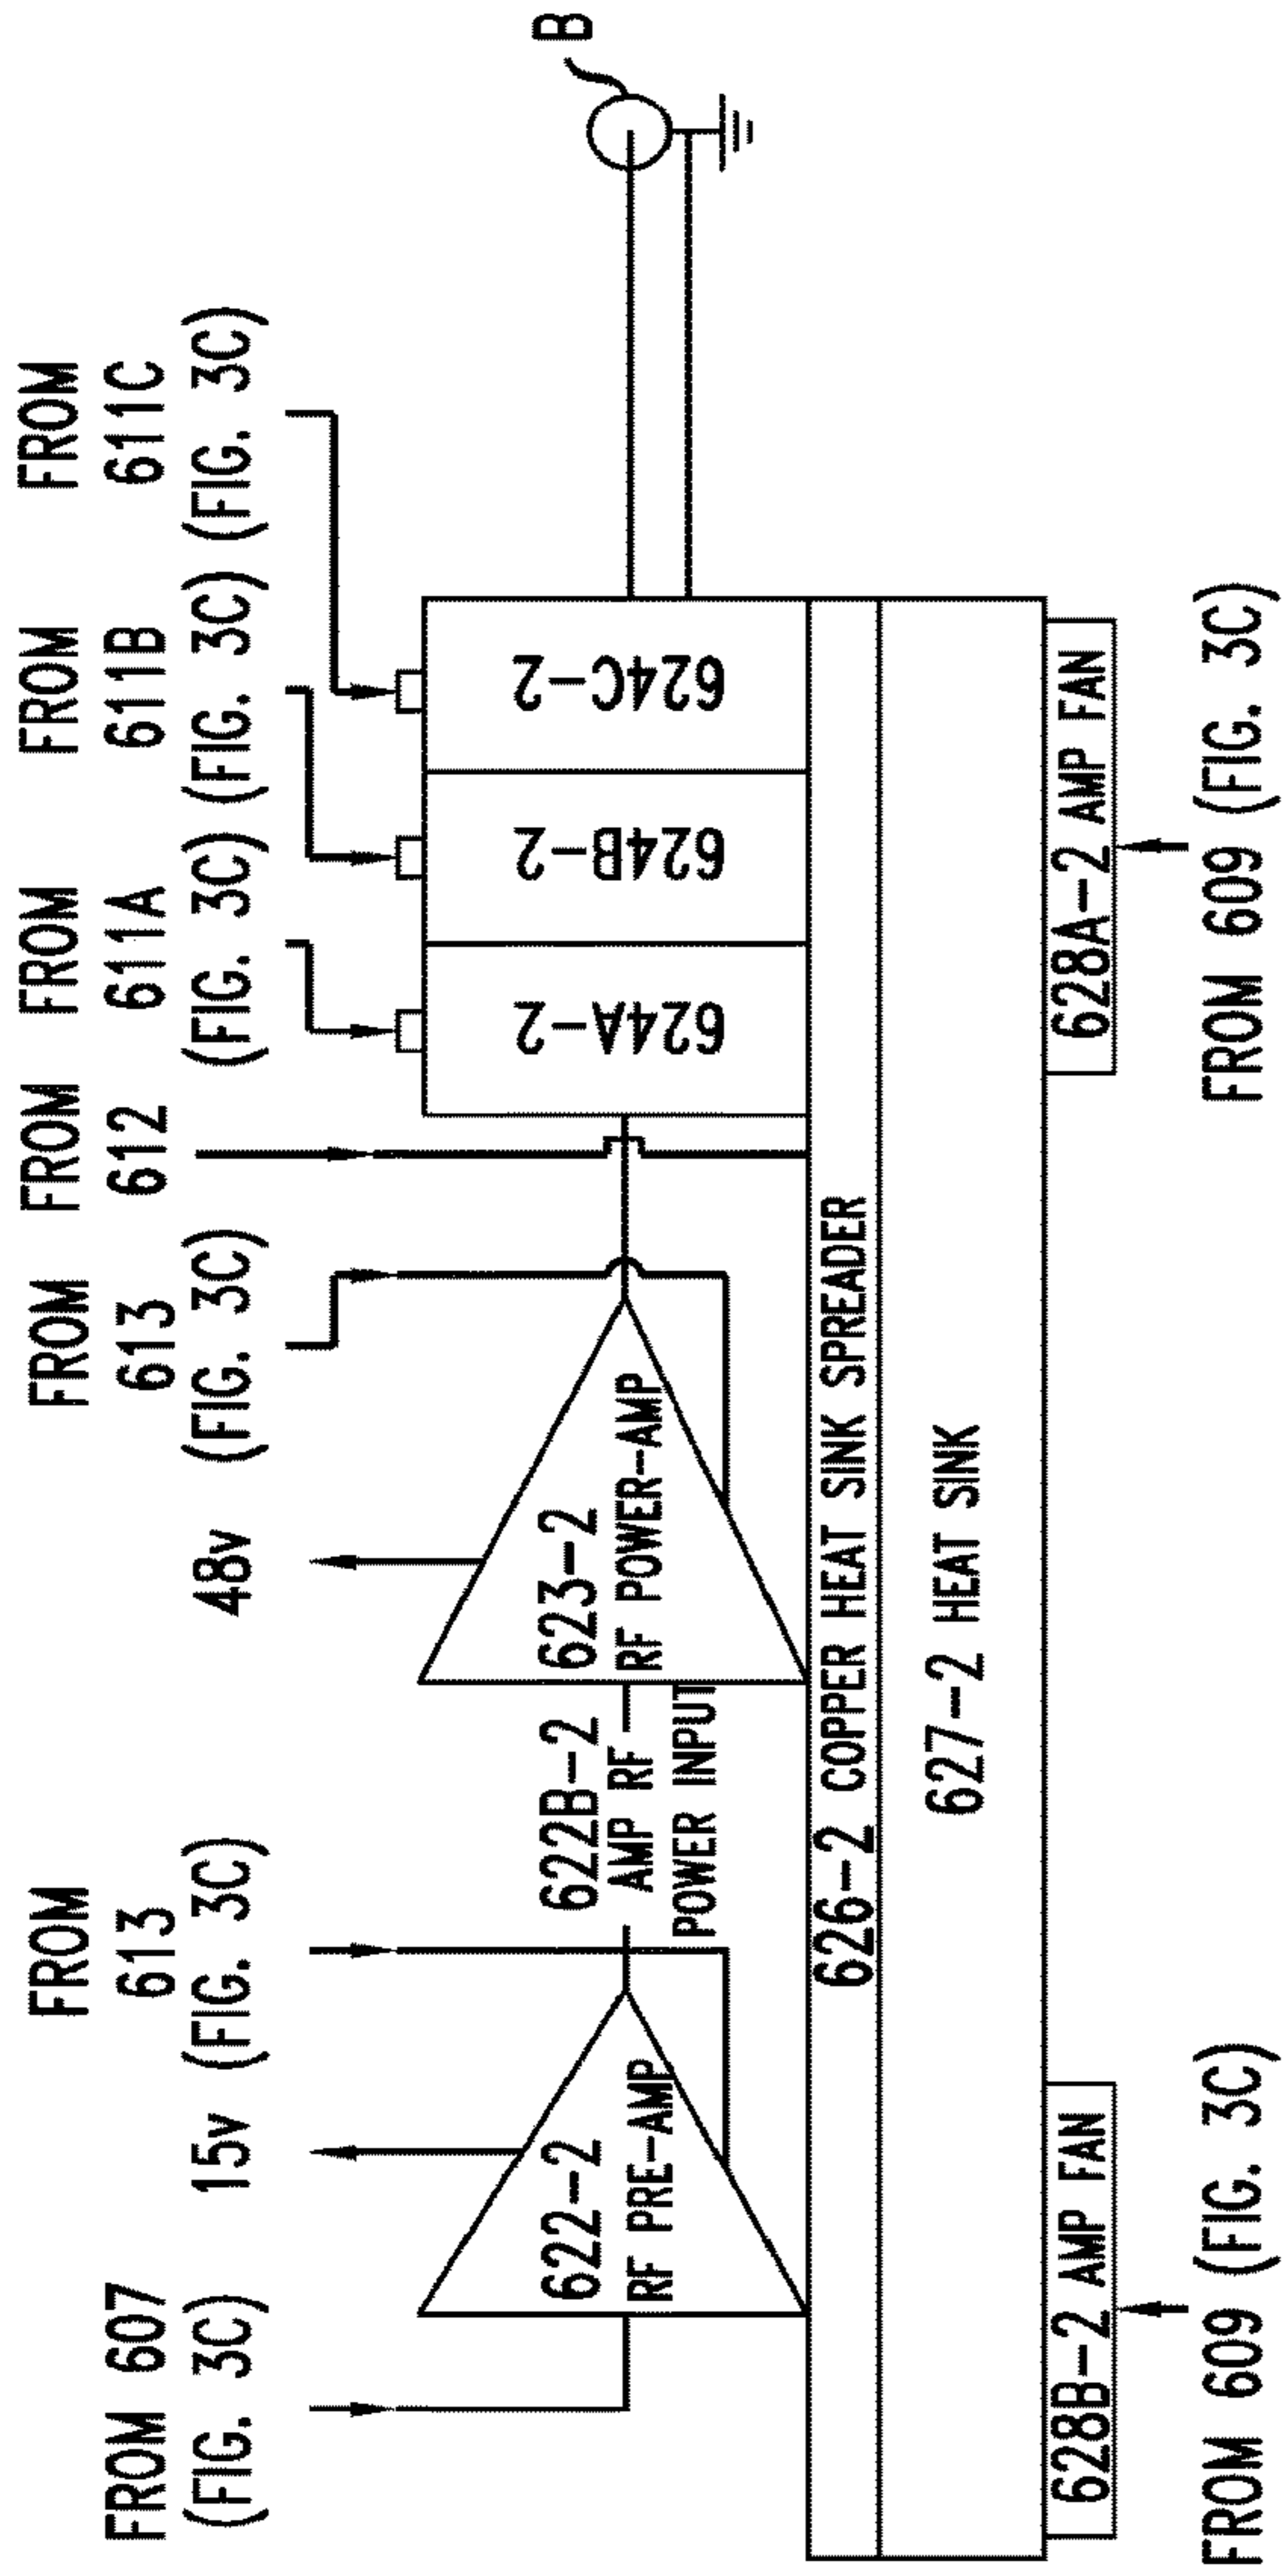 FROM 607
(FIG. 3C)
15v
FROM
613
(FIG. 3C)
48v
FROM
613
(FIG. 3C)
FROM
612
FROM
611A
(FIG. 3C)
FROM
611B
(FIG. 3C)
FROM
611C
(FIG. 3C)
622-2
RF PRE-AMP
622B-2
AMP RF
POWER INPUT
623-2
RF POWER-AMP
624A-2
624B-2
624C-2
B
626-2 COPPER HEAT SINK SPREADER
627-2 HEAT SINK
628B-2 AMP FAN
628A-2 AMP FAN
FROM 609 (FIG. 3C)
FROM 609 (FIG. 3C)